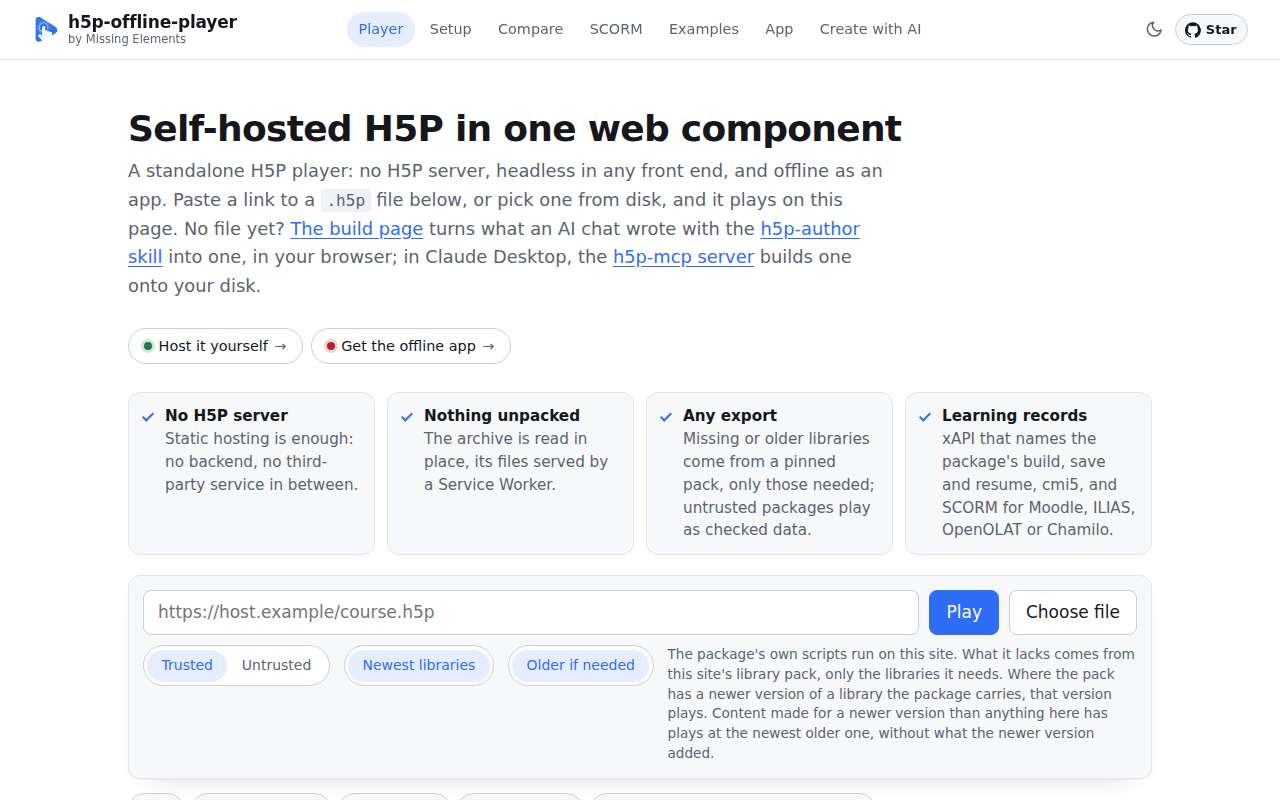 h5p-offline-player
by Missing Elements
Player
Setup
Compare
SCORM
Examples
App
Create with AI
Star
Self-hosted H5P in one web component
A standalone H5P player: no H5P server, headless in any front end, and offline as an
app. Paste a link to a .h5p file below, or pick one from disk, and it plays on this
page. No file yet? The build page turns what an AI chat wrote with the h5p-author
skill into one, in your browser; in Claude Desktop, the h5p-mcp server builds one
onto your disk.
Host it yourself →
Get the offline app →
No H5P server
Static hosting is enough:
no backend, no third-
party service in between.
Nothing unpacked
The archive is read in
place, its files served by
a Service Worker.
Any export
Missing or older libraries
come from a pinned
pack, only those needed;
untrusted packages play
as checked data.
Learning records
xAPI that names the
package's build, save
and resume, cmi5, and
SCORM for Moodle, ILIAS,
OpenOLAT or Chamilo.
https://host.example/course.h5p
Play
Choose file
Trusted
Untrusted
Newest libraries
Older if needed
The package's own scripts run on this site. What it lacks comes from
this site's library pack, only the libraries it needs. Where the pack
has a newer version of a library the package carries, that version
plays. Content made for a newer version than anything here has
plays at the newest older one, without what the newer version
added.